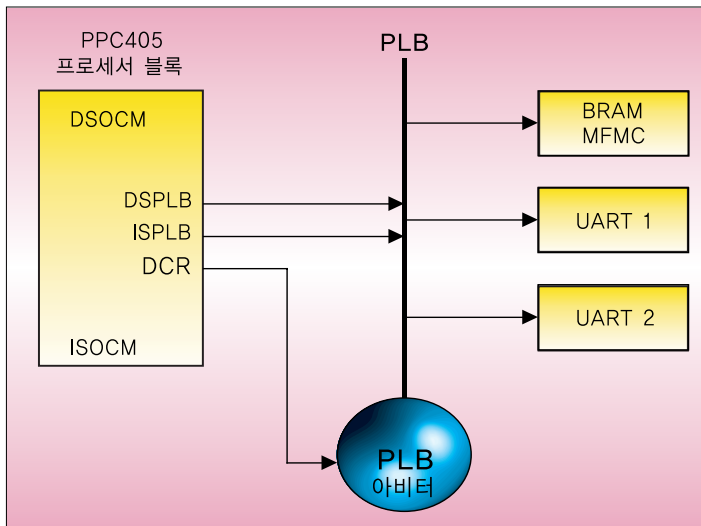 PPC405
프로세서 블록
DSOCM
DSPLB
ISPLB
DCR
ISOCM
PLB
BRAM
MFMC
UART 1
UART 2
PLB
아비터